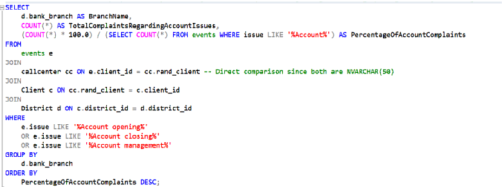 SELECT
d.bank_branch AS BranchName,
COUNT(*) AS TotalComplaintsRegardingAccountIssues,
(COUNT(*) * 100.0) / (SELECT COUNT(*) FROM events WHERE issue LIKE '%Account%') AS PercentageOfAccountComplaints
FROM
events e
JOIN
callcenter cc ON e.client_id = cc.rand_client -- Direct comparison since both are NVARCHAR(50)
JOIN
Client c ON cc.rand_client = c.client_id
JOIN
District d ON c.district_id = d.district_id
WHERE
e.issue LIKE '%Account opening%'
OR e.issue LIKE '%Account closing%'
OR e.issue LIKE '%Account management%'
GROUP BY
d.bank_branch
ORDER BY
PercentageOfAccountComplaints DESC;